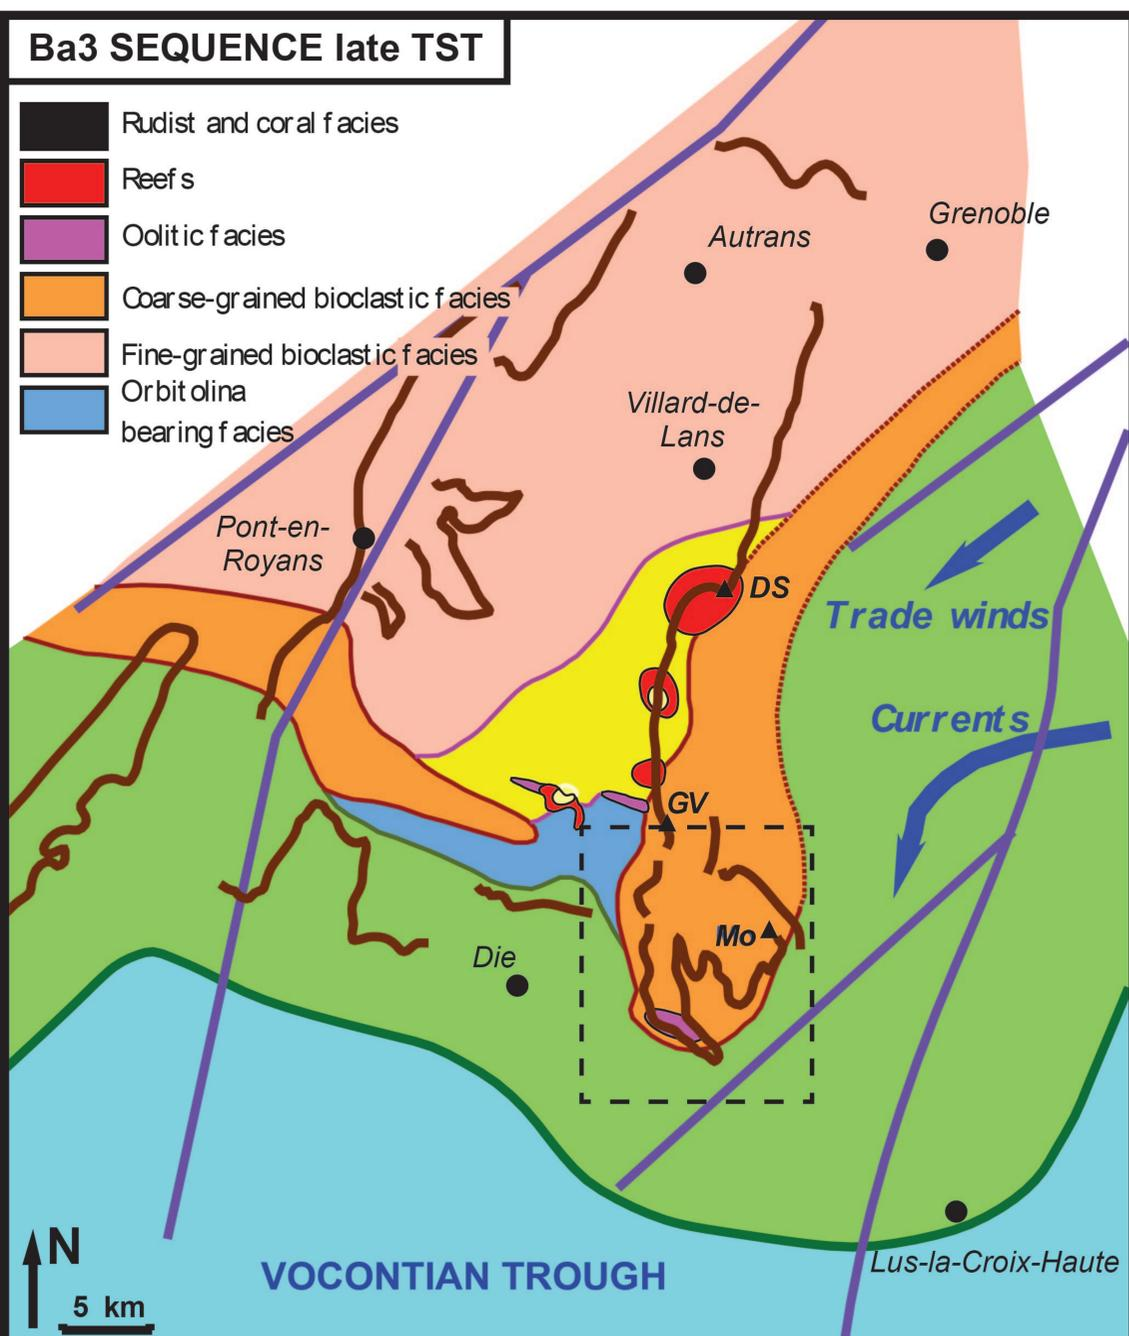 Ba3 SEQUENCE late TST
Rudist and coral facies
Reefs
Oolitic facies
Coarse-grained bioclastic facies
Fine-grained bioclastic facies
Orbitolina
bearing facies
Grenoble
Autrans
Villard-de-
Lans
Pont-en-
Royans
DS
Trade winds
Currents
GV
Mo
Die
N
5 km
VOCONTIAN TROUGH
Lus-la-Croix-Haute